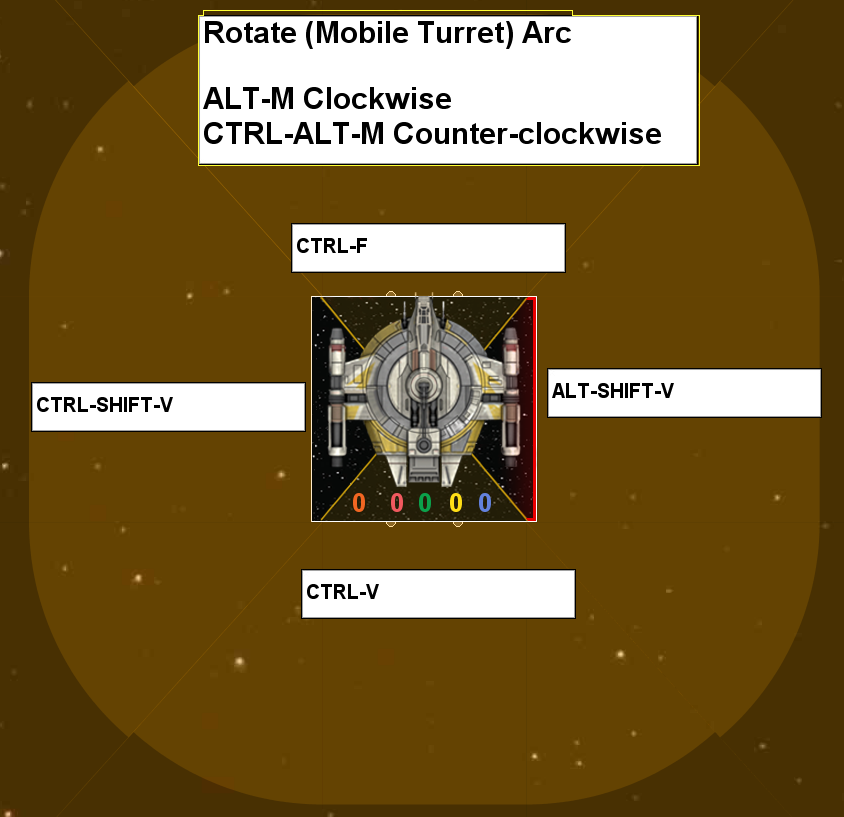 Rotate (Mobile Turret) Arc
ALT-M Clockwise
CTRL-ALT-M Counter-clockwise
CTRL-F
CTRL-SHIFT-V
ALT-SHIFT-V
0 0 0 0 0
CTRL-V